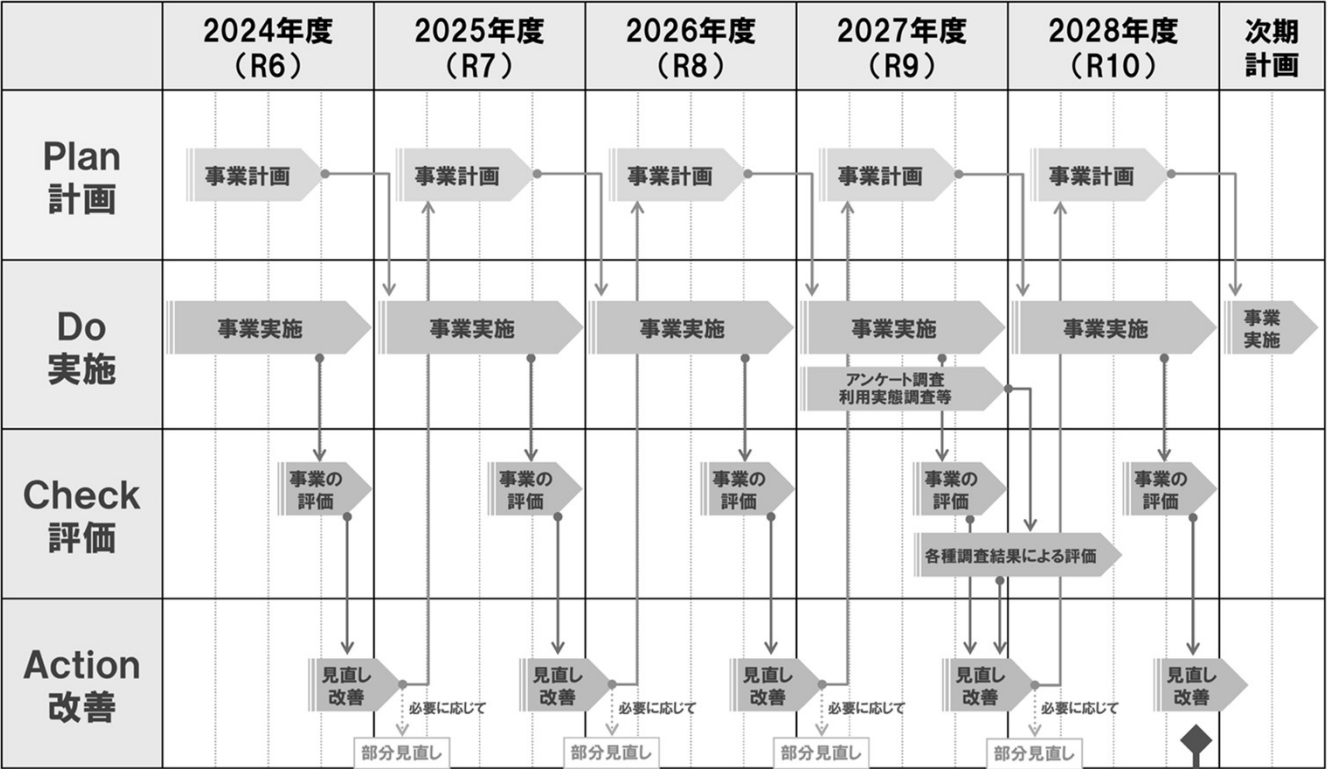 2024年度
（R6）
2025年度
（R7）
2026年度
（R8）
2027年度
（R9）
2028年度
（R10）
次期
計画
Plan
計画
事業計画
事業計画
事業計画
事業計画
事業計画
Do
実施
事業実施
事業実施
事業実施
事業実施
事業実施
事業
実施
アンケート調査
利用実態調査等
Check
評価
事業の
評価
事業の
評価
事業の
評価
事業の
評価
事業の
評価
各種調査結果による評価
Action
改善
見直し
改善
見直し
改善
見直し
改善
見直し
改善
見直し
改善
必要に応じて
必要に応じて
必要に応じて
必要に応じて
部分見直し
部分見直し
部分見直し
部分見直し